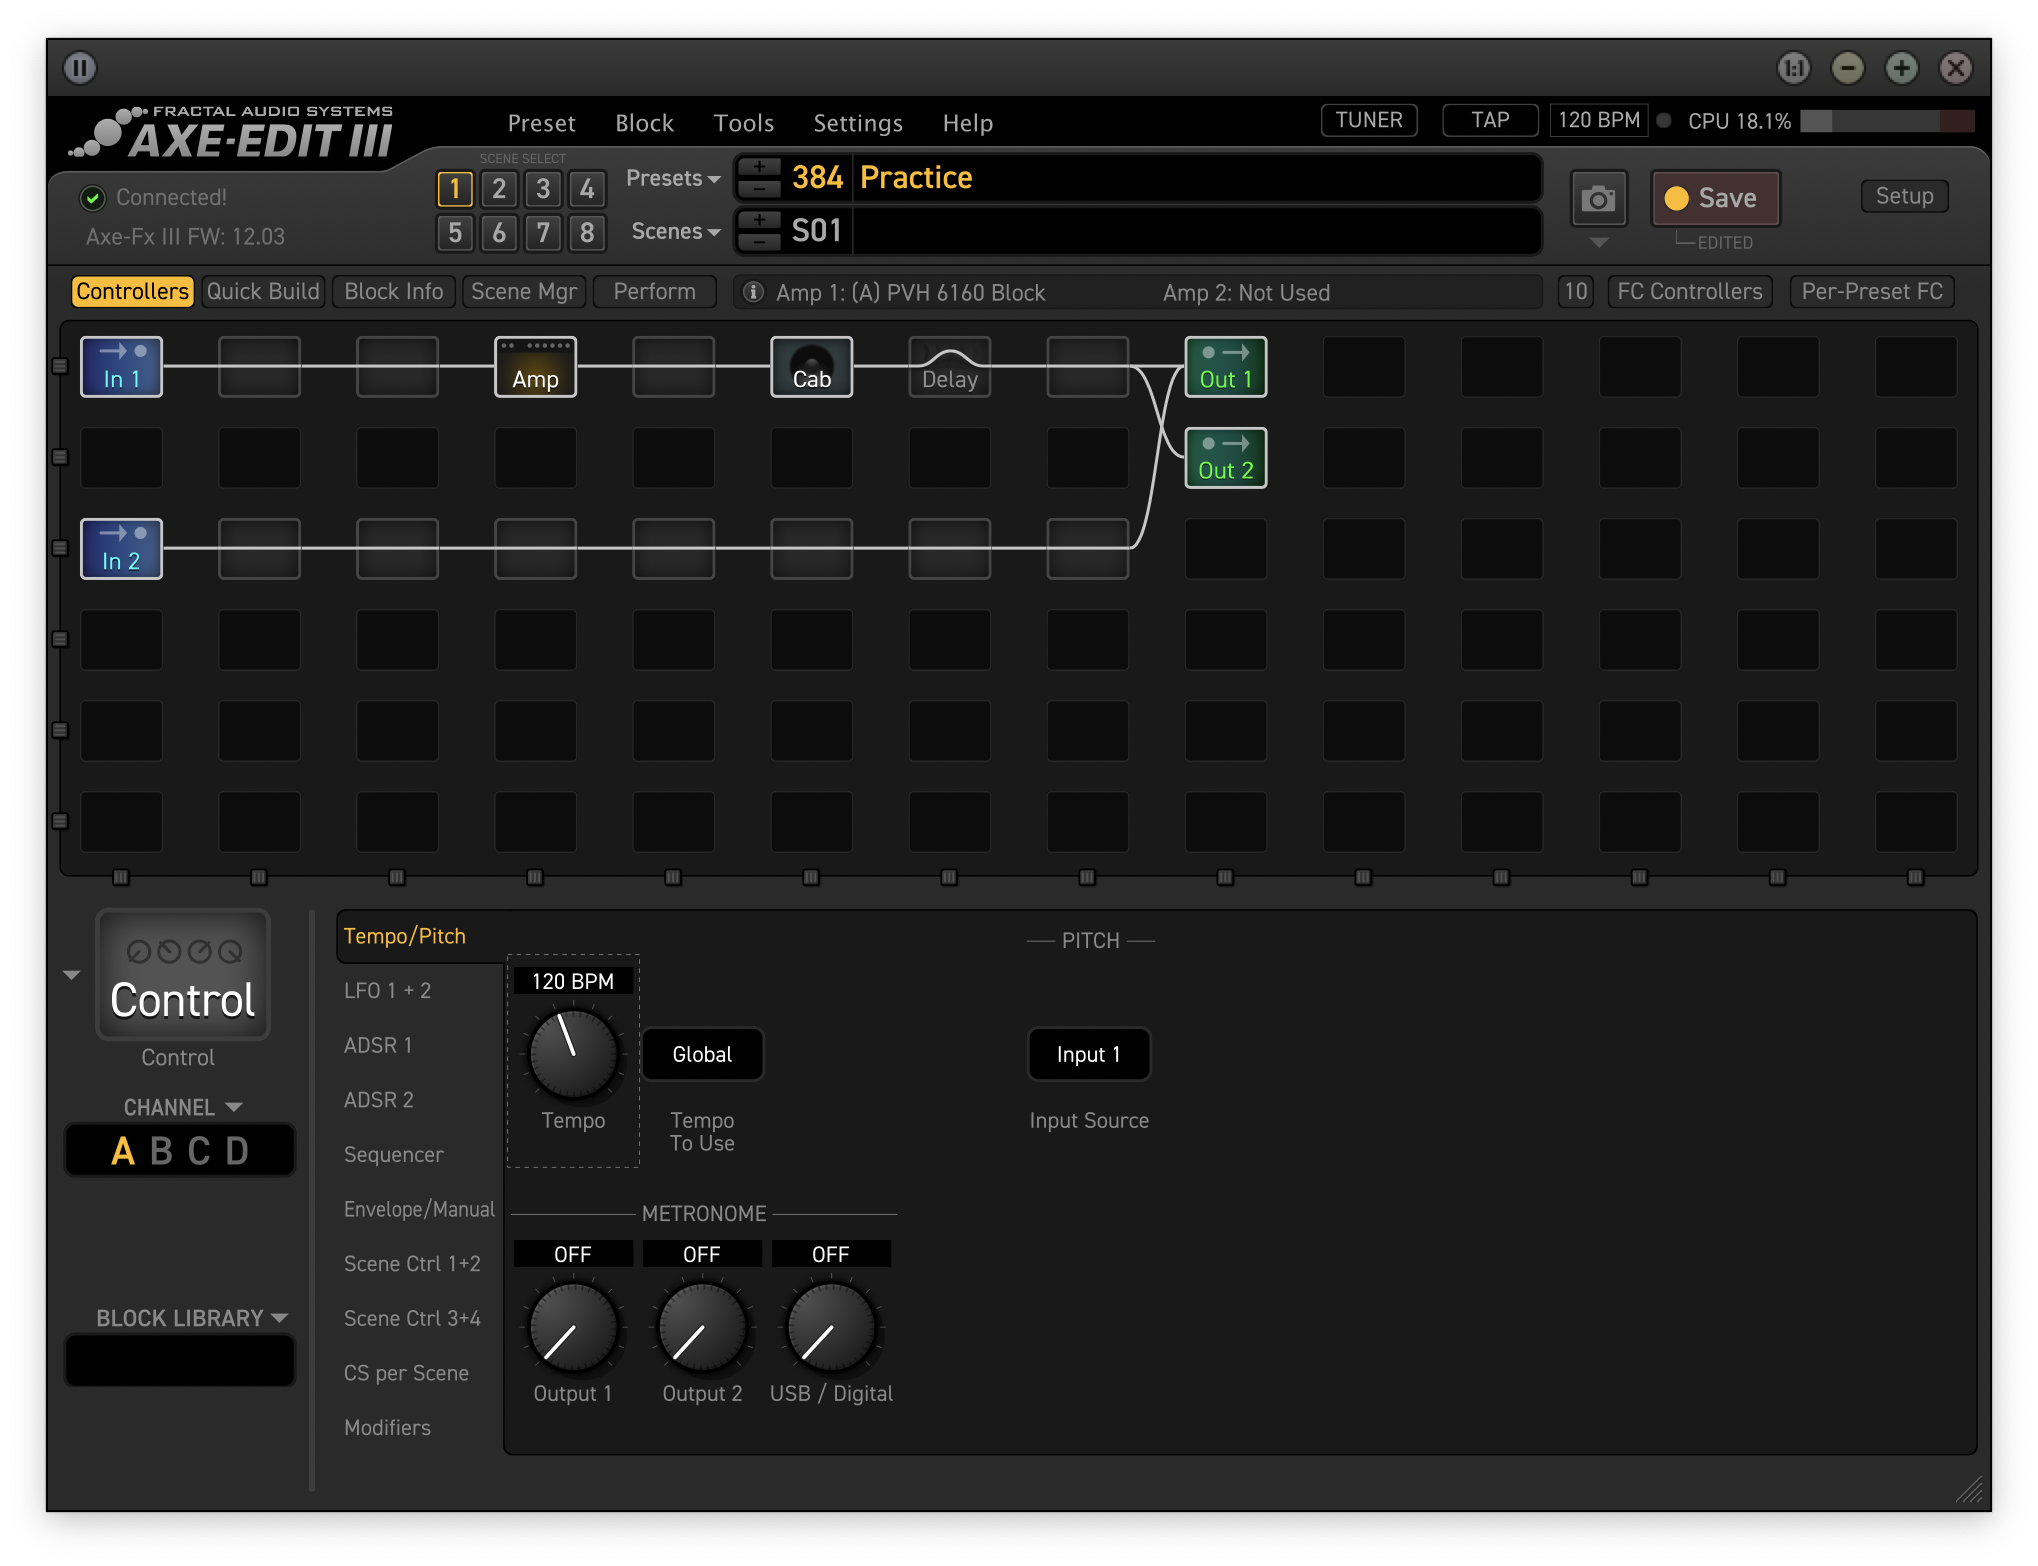 FRACTAL AUDIO SYSTEMS
AXE-EDIT III
Preset Block Tools Settings Help
TUNER TAP 120 BPM CPU 18.1%
1:1
Connected!
Axe-Fx III FW: 12.03
SCENE SELECT
1 2 3 4
5 6 7 8
Presets 384 Practice
Scenes S01
Save
EDITED
Setup
Controllers Quick Build Block Info Scene Mgr Perform
Amp 1: (A) PVH 6160 Block Amp 2: Not Used
10 FC Controllers Per-Preset FC
In 1 Amp Cab Delay Out 1
Out 2
In 2
Control
Control
CHANNEL
A B C D
BLOCK LIBRARY
Tempo/Pitch
LFO 1 + 2
ADSR 1
ADSR 2
Sequencer
Envelope/Manual
Scene Ctrl 1+2
Scene Ctrl 3+4
CS per Scene
Modifiers
PITCH
120 BPM
Global
Input 1
Tempo
Tempo
To Use
Input Source
METRONOME
OFF OFF OFF
Output 1 Output 2 USB / Digital